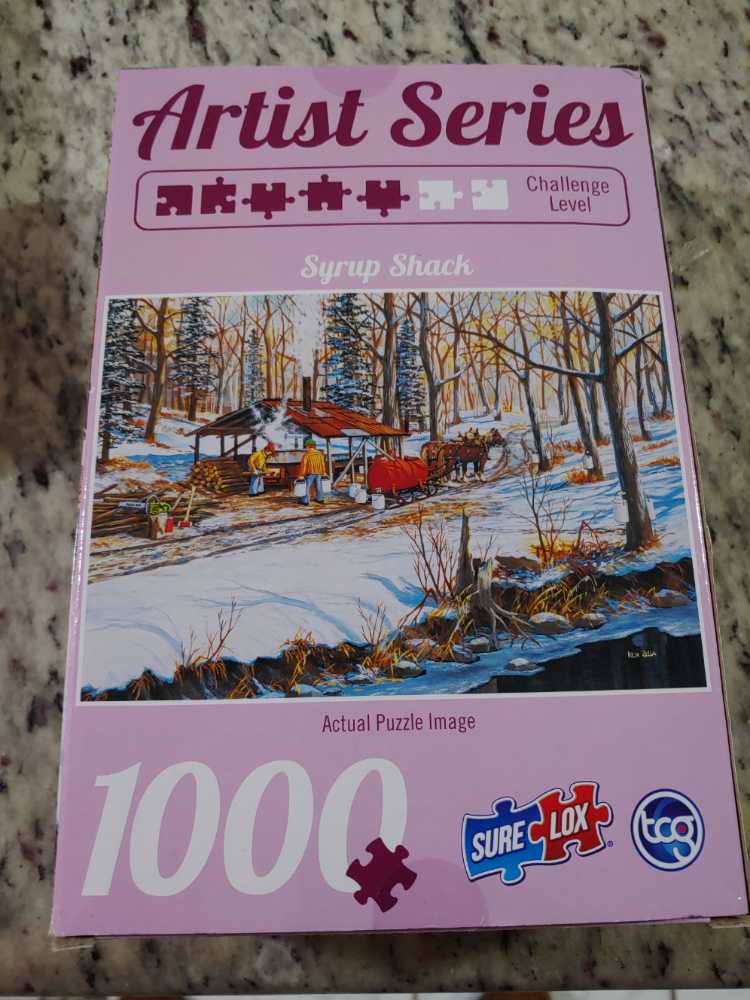 Artist Series
Challenge
Level
Syrup Shack
Actual Puzzle Image
1000
SURE LOX
tcg